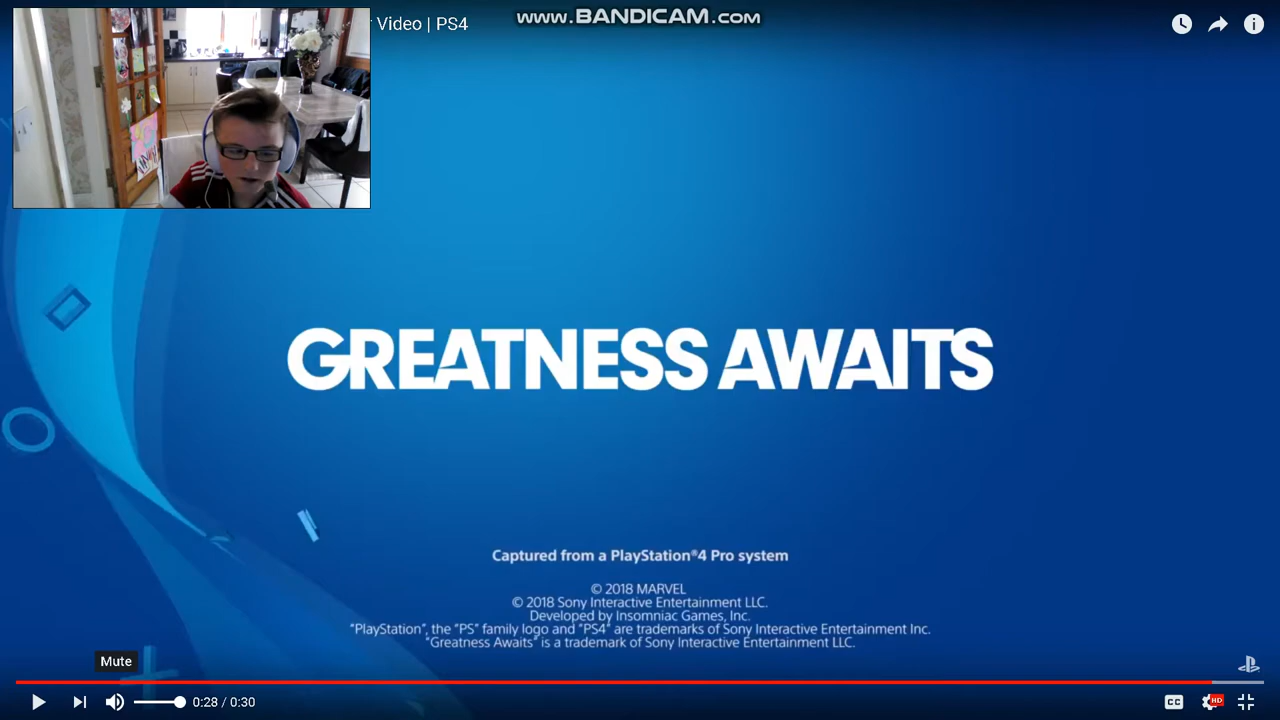 www.BANDICAM.com
Video | PS4
GREATNESS AWAITS
Captured from a PlayStation®4 Pro system
© 2018 MARVEL
© 2018 Sony Interactive Entertainment LLC.
Developed by Insomniac Games, Inc.
“PlayStation”, the “PS” family logo and “PS4” are trademarks of Sony Interactive Entertainment Inc.
“Greatness Awaits” is a trademark of Sony Interactive Entertainment LLC.
Mute
0:28 / 0:30
CC
HD